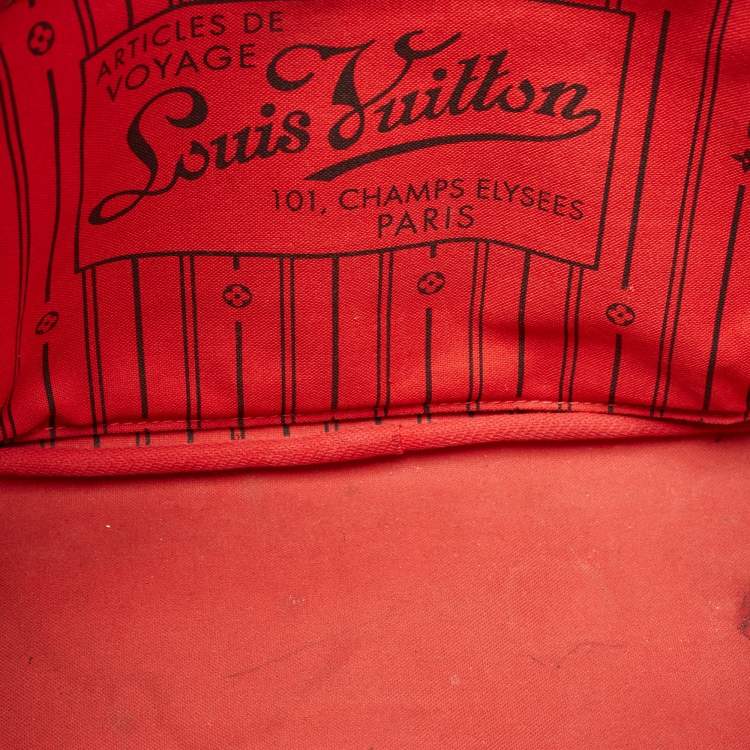 ARTICLES DE
VOYAGE
Louis Vuitton
101, CHAMPS ELYSEES
PARIS